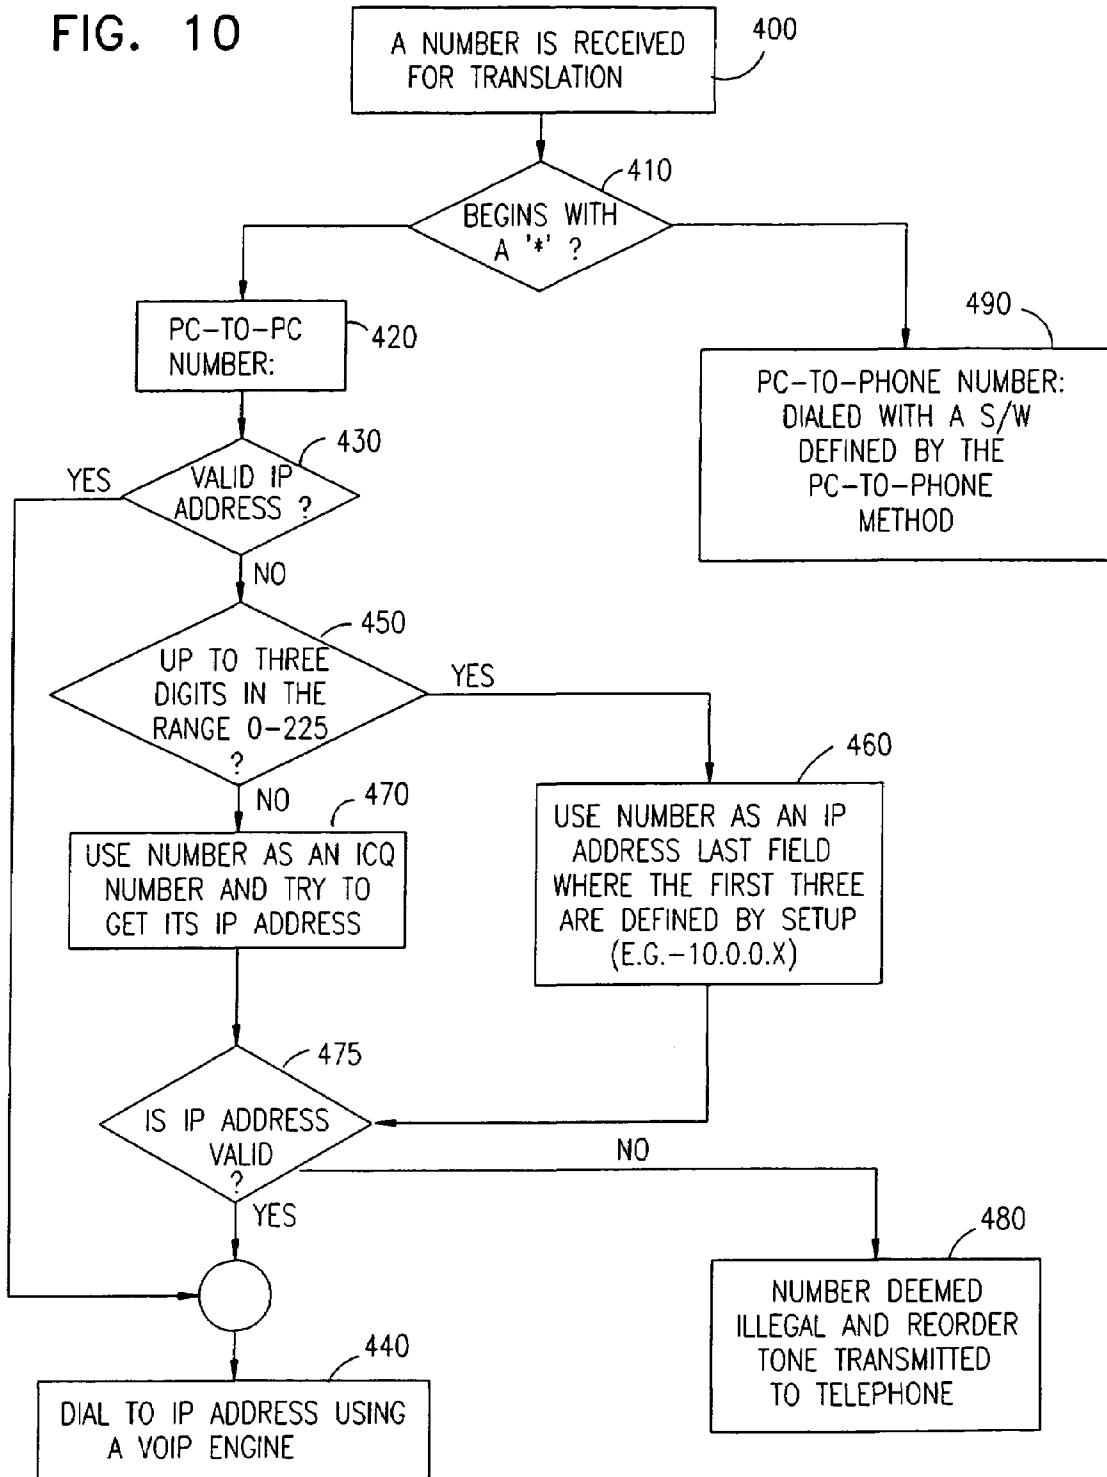 FIG. 10
A NUMBER IS RECEIVED
FOR TRANSLATION
400
410
BEGINS WITH
A '*' ?
PC-TO-PC
NUMBER:
420
490
PC-TO-PHONE NUMBER:
DIALED WITH A S/W
DEFINED BY THE
PC-TO-PHONE
METHOD
430
YES
VALID IP
ADDRESS ?
NO
450
UP TO THREE
DIGITS IN THE
RANGE 0-225
?
YES
NO
470
460
USE NUMBER AS AN ICQ
NUMBER AND TRY TO
GET ITS IP ADDRESS
USE NUMBER AS AN IP
ADDRESS LAST FIELD
WHERE THE FIRST THREE
ARE DEFINED BY SETUP
(E.G.-10.0.0.X)
475
IS IP ADDRESS
VALID
?
NO
YES
480
NUMBER DEEMED
ILLEGAL AND REORDER
TONE TRANSMITTED
TO TELEPHONE
440
DIAL TO IP ADDRESS USING
A VOIP ENGINE